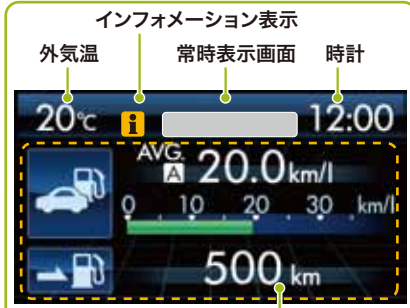 インフォメーション表示
外気温 常時表示画面 時計
20℃ i 12:00
AVG. A 20.0km/l
0 10 20 30 km/l
500 km